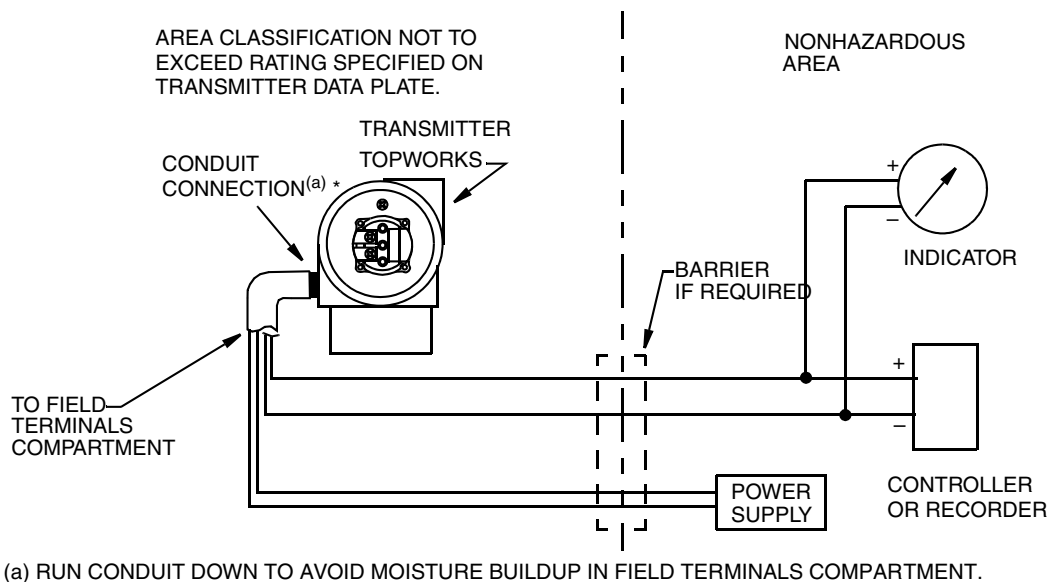 AREA CLASSIFICATION NOT TO
EXCEED RATING SPECIFIED ON
TRANSMITTER DATA PLATE.
NONHAZARDOUS
AREA
TRANSMITTER
TOPWORKS
CONDUIT
CONNECTION(a) *
+
–
INDICATOR
BARRIER
IF REQUIRED
+
–
TO FIELD
TERMINALS
COMPARTMENT
POWER
SUPPLY
CONTROLLER
OR RECORDER
(a) RUN CONDUIT DOWN TO AVOID MOISTURE BUILDUP IN FIELD TERMINALS COMPARTMENT.